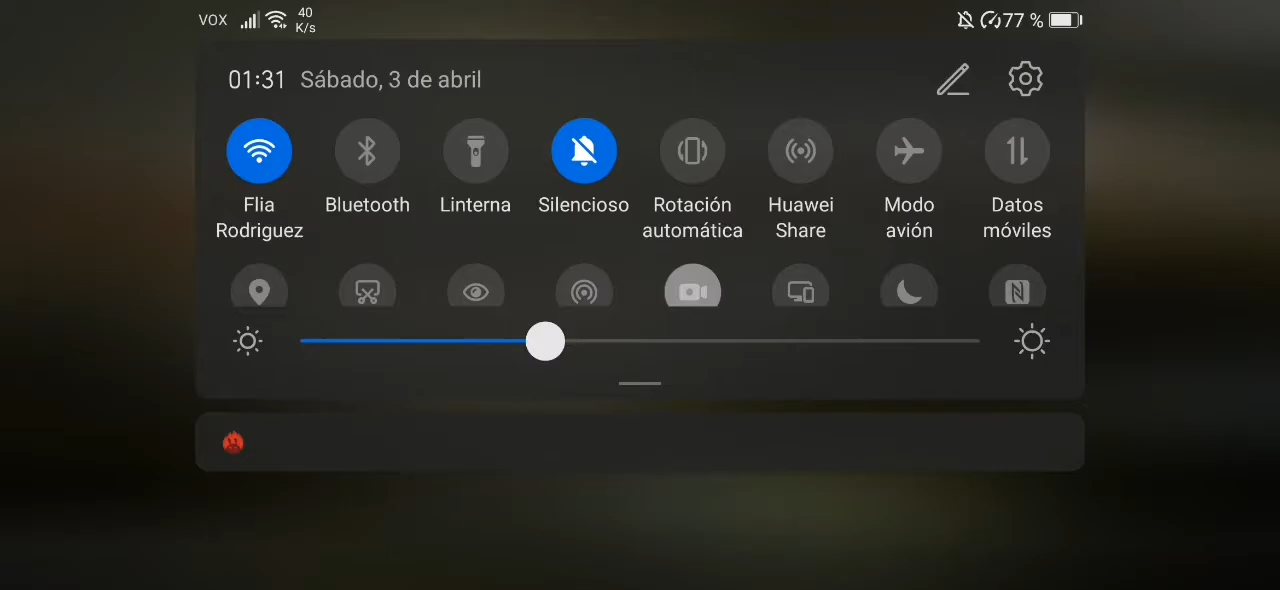 VOX 40 K/s 77 %
01:31 Sábado, 3 de abril
Flia Rodriguez
Bluetooth
Linterna
Silencioso
Rotación automática
Huawei Share
Modo avión
Datos móviles